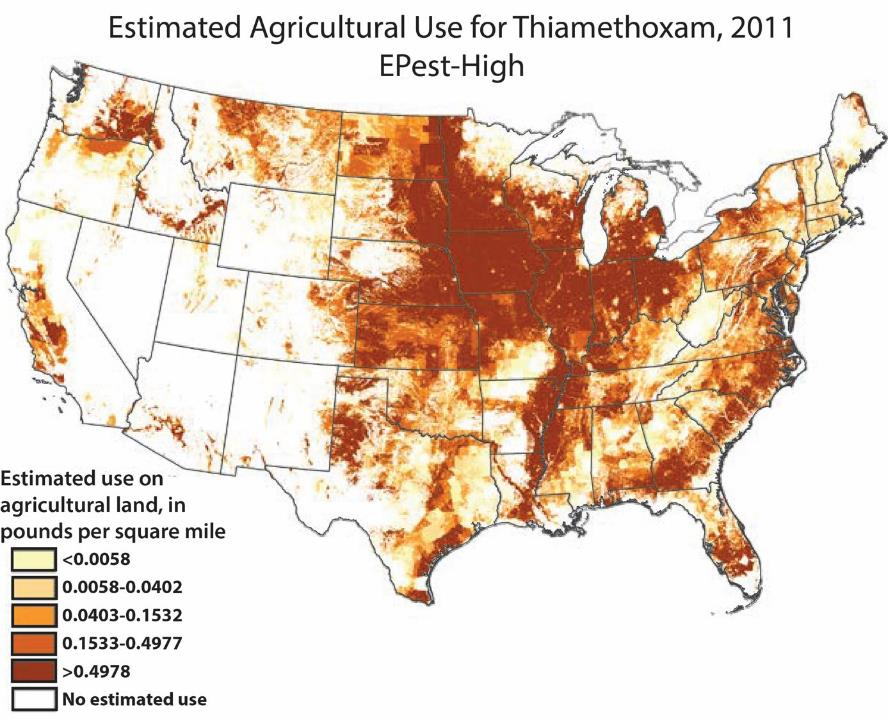 Estimated Agricultural Use for Thiamethoxam, 2011
EPest-High
Estimated use on
agricultural land, in
pounds per square mile
<0.0058
0.0058-0.0402
0.0403-0.1532
0.1533-0.4977
>0.4978
No estimated use